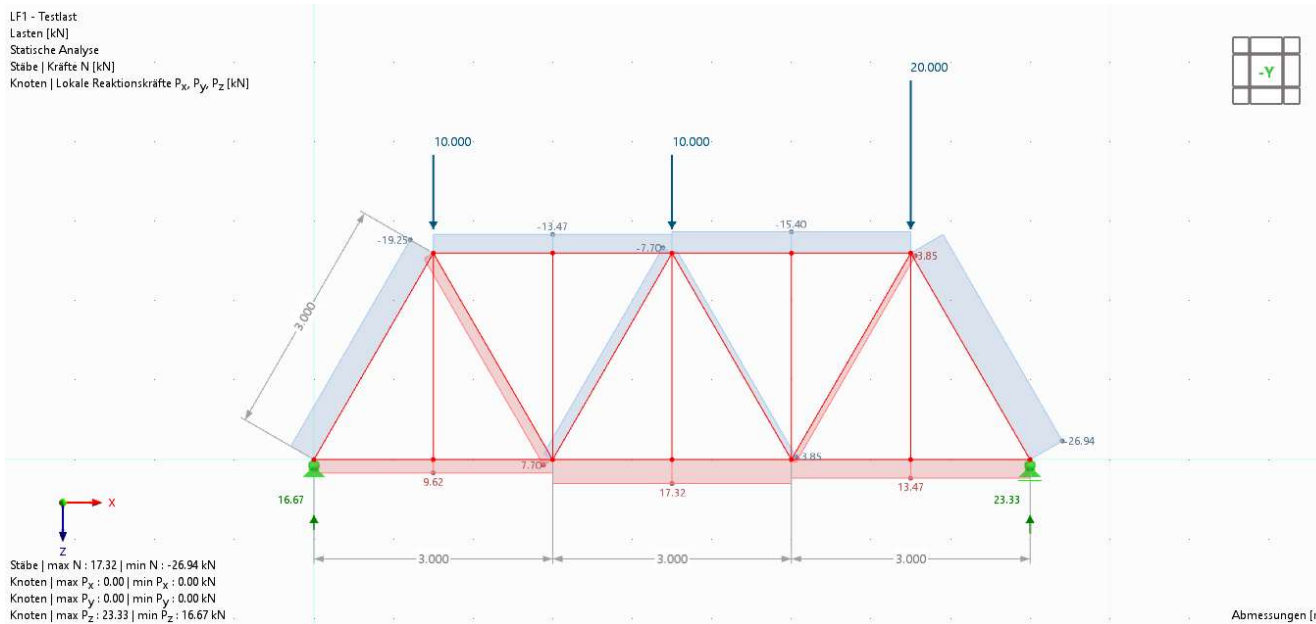 LF1 - Testlast
Lasten [kN]
Statische Analyse
Stäbe | Kräfte N [kN]
Knoten | Lokale Reaktionskräfte Px, Py, Pz [kN]
-Y
20.000
10.000
10.000
-13.47
-15.40
-19.25
-7.70
3.85
3.000
-26.94
7.70
-3.85
9.62
17.32
13.47
16.67
23.33
X
Z
3.000
3.000
3.000
Stäbe | max N : 17.32 | min N : -26.94 kN
Knoten | max Px : 0.00 | min Px : 0.00 kN
Knoten | max Py : 0.00 | min Py : 0.00 kN
Knoten | max Pz : 23.33 | min Pz : 16.67 kN
Abmessungen [